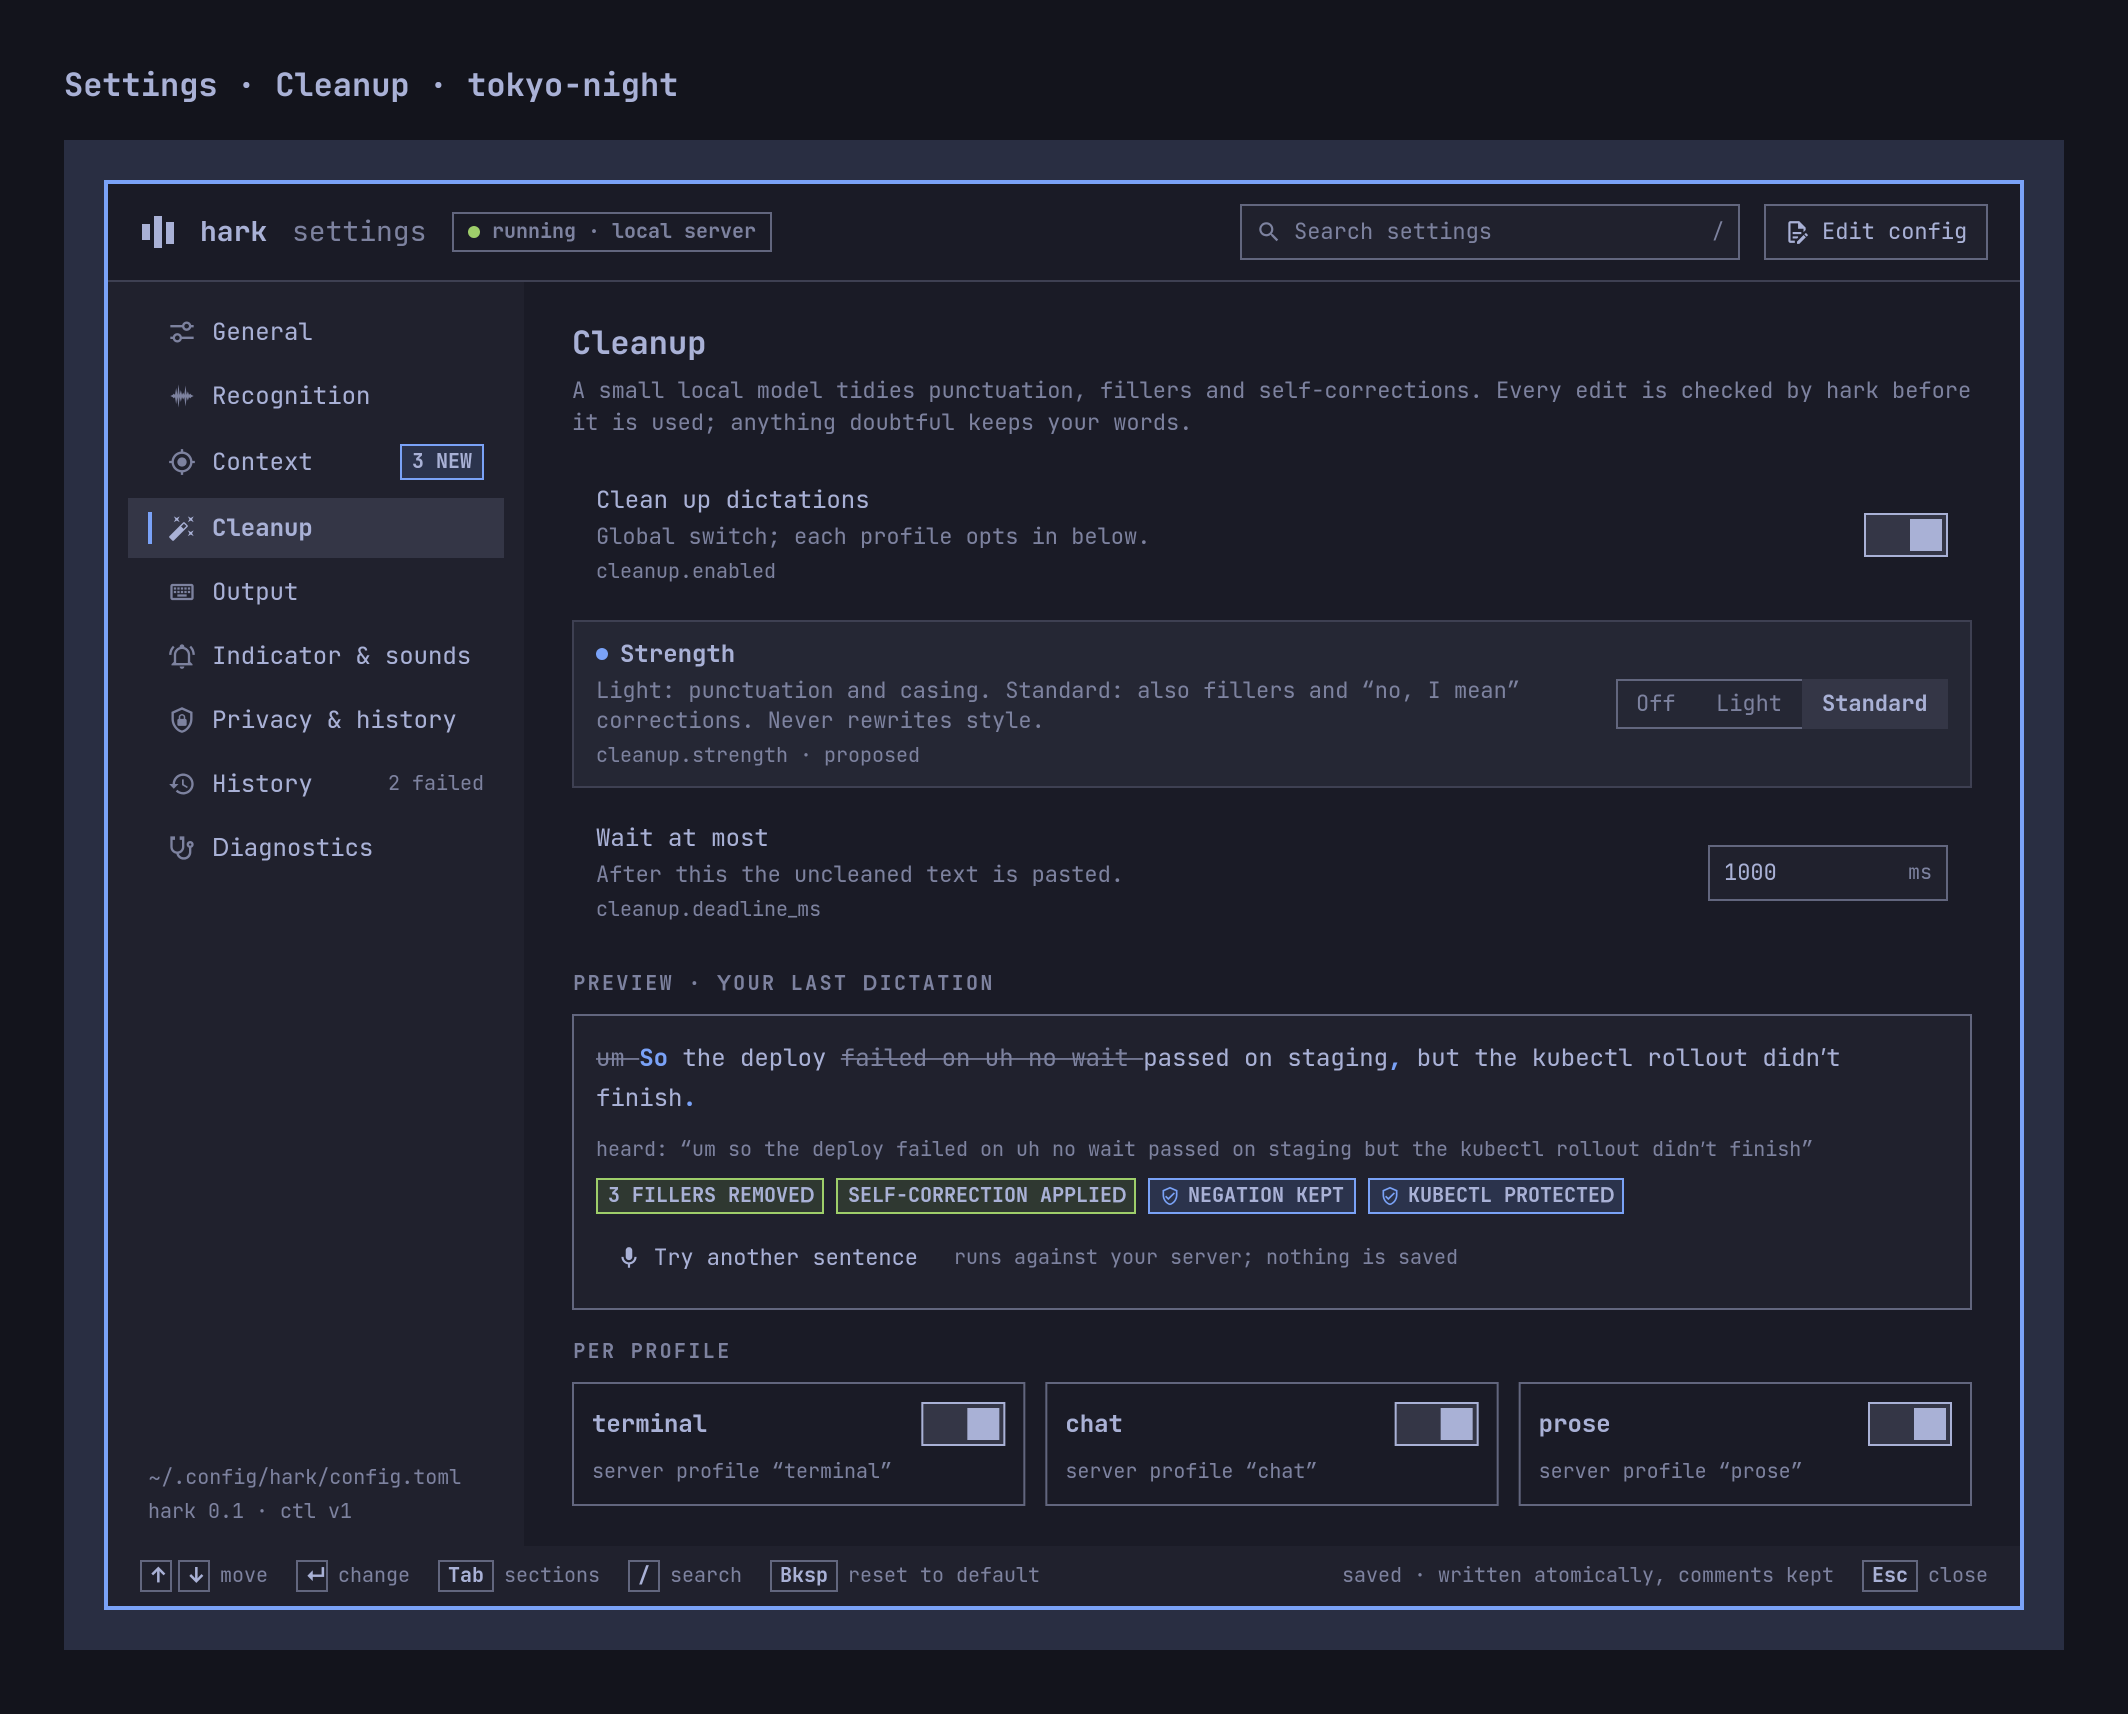 Settings · Cleanup · tokyo-night
hark settings
running · local server
Search settings /
Edit config
General
Recognition
Context 3 NEW
Cleanup
Output
Indicator & sounds
Privacy & history
History 2 failed
Diagnostics
~/.config/hark/config.toml
hark 0.1 · ctl v1
Cleanup
A small local model tidies punctuation, fillers and self-corrections. Every edit is checked by hark before
it is used; anything doubtful keeps your words.
Clean up dictations
Global switch; each profile opts in below.
cleanup.enabled
Strength
Light: punctuation and casing. Standard: also fillers and “no, I mean”
corrections. Never rewrites style.
cleanup.strength · proposed
Off Light Standard
Wait at most
After this the uncleaned text is pasted.
cleanup.deadline_ms
1000 ms
PREVIEW · YOUR LAST DICTATION
um So the deploy failed on uh no wait passed on staging, but the kubectl rollout didn’t
finish.
heard: “um so the deploy failed on uh no wait passed on staging but the kubectl rollout didn’t finish”
3 FILLERS REMOVED SELF-CORRECTION APPLIED NEGATION KEPT KUBECTL PROTECTED
Try another sentence runs against your server; nothing is saved
PER PROFILE
terminal
server profile “terminal”
chat
server profile “chat”
prose
server profile “prose”
↑ ↓ move ↵ change Tab sections / search Bksp reset to default saved · written atomically, comments kept Esc close